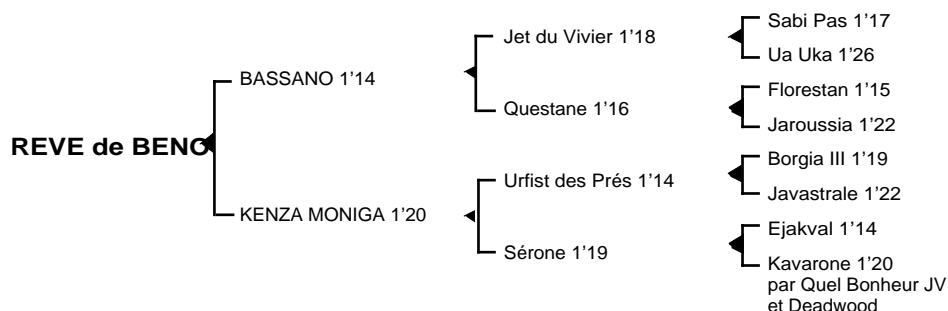 Sabi Pas 1’17
Jet du Vivier 1’18
Ua Uka 1’26
BASSANO 1’14
Florestan 1’15
Questane 1’16
Jaroussia 1’22
REVE de BENO
Borgia III 1’19
Urfist des Prés 1’14
Javastrale 1’22
KENZA MONIGA 1’20
Ejakval 1’14
Sérone 1’19
Kavarone 1’20
par Quel Bonheur JV
et Deadwood